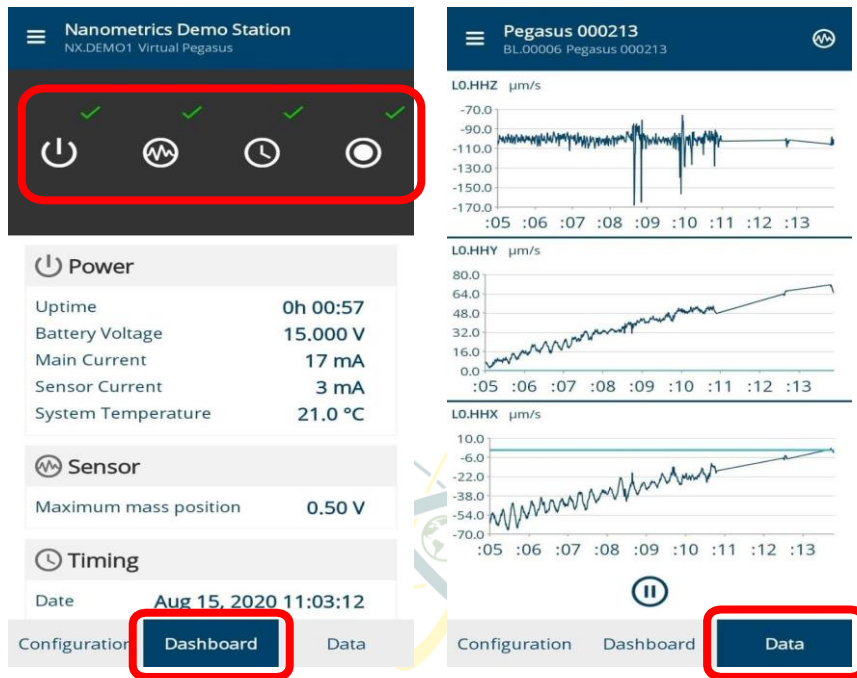 Nanometrics Demo Station
NX.DEMO1 Virtual Pegasus
Power
Uptime 0h 00:57
Battery Voltage 15.000 V
Main Current 17 mA
Sensor Current 3 mA
System Temperature 21.0 °C
Sensor
Maximum mass position 0.50 V
Timing
Date Aug 15, 2020 11:03:12
Configuration Dashboard Data
Pegasus 000213
BL.00006 Pegasus 000213
L0.HHZ μm/s
-70.0
-90.0
-110.0
-130.0
-150.0
-170.0
:05 :06 :07 :08 :09 :10 :11 :12 :13
L0.HHY μm/s
80.0
64.0
48.0
32.0
16.0
0.0
:05 :06 :07 :08 :09 :10 :11 :12 :13
L0.HHX μm/s
10.0
-6.0
-22.0
-38.0
-54.0
-70.0
:05 :06 :07 :08 :09 :10 :11 :12 :13
Configuration Dashboard Data